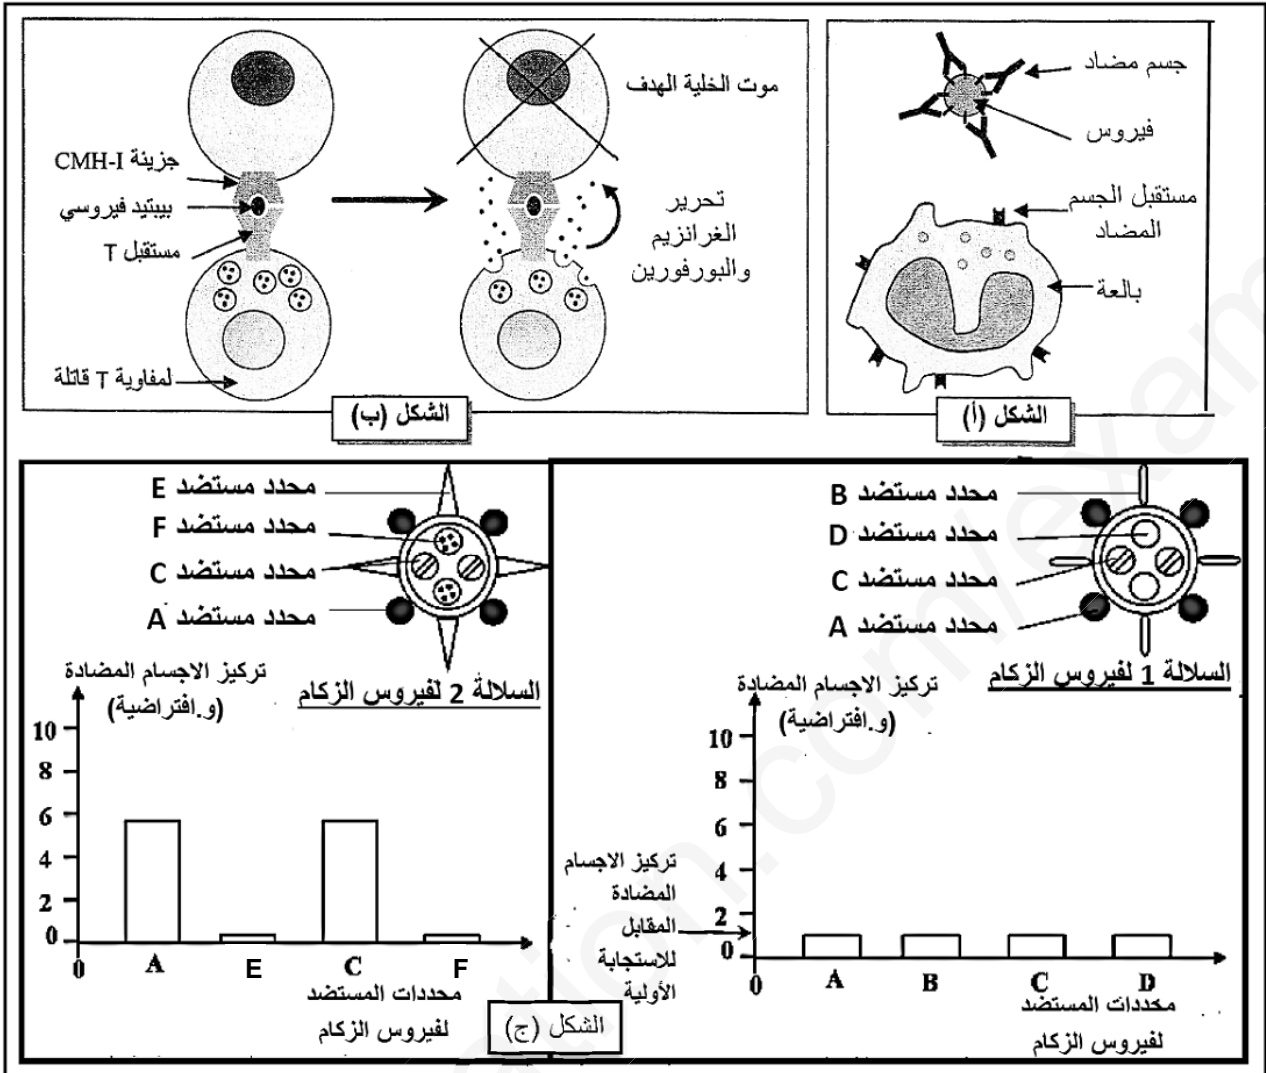 جسم مضاد
فيروس
مستقبل الجسم
المضاد
بالعة
الشكل (أ)
موت الخلية الهدف
جزيئة CMH-I
بيبتيد فيروسي
مستقبل T
تحرير
الغرانزيم
والبورفورين
لمفاوية T قاتلة
الشكل (ب)
محدد مستضد B
محدد مستضد D
محدد مستضد C
محدد مستضد A
السلالة 1 لفيروس الزكام
تركيز الاجسام المضادة
(و.افتراضية)
10
8
6
4
2
0
0
A B C D
محددات المستضد
لفيروس الزكام
تركيز الاجسام
المضادة
المقابل
للاستجابة
الأولية
محدد مستضد E
محدد مستضد F
محدد مستضد C
محدد مستضد A
السلالة 2 لفيروس الزكام
تركيز الاجسام المضادة
(و.افتراضية)
10
8
6
4
2
0
0
A E C F
محددات المستضد
لفيروس الزكام
الشكل (ج)